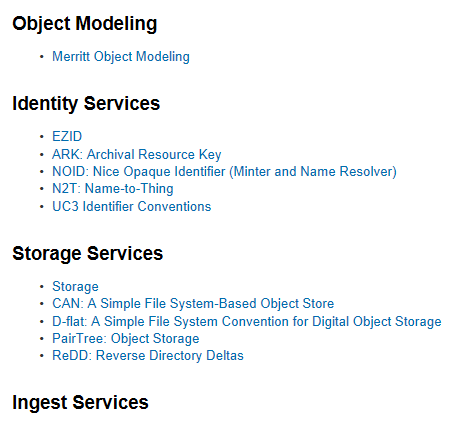 Object Modeling
• Merritt Object Modeling
Identity Services
• EZID
• ARK: Archival Resource Key
• NOID: Nice Opaque Identifier (Minter and Name Resolver)
• N2T: Name-to-Thing
• UC3 Identifier Conventions
Storage Services
• Storage
• CAN: A Simple File System-Based Object Store
• D-flat: A Simple File System Convention for Digital Object Storage
• PairTree: Object Storage
• ReDD: Reverse Directory Deltas
Ingest Services